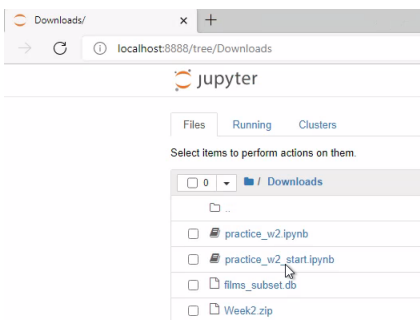 Downloads/
localhost:8888/tree/Downloads
jupyter
Files Running Clusters
Select items to perform actions on them.
0 / Downloads
..
practice_w2.ipynb
practice_w2_start.ipynb
films_subset.db
Week2.zip